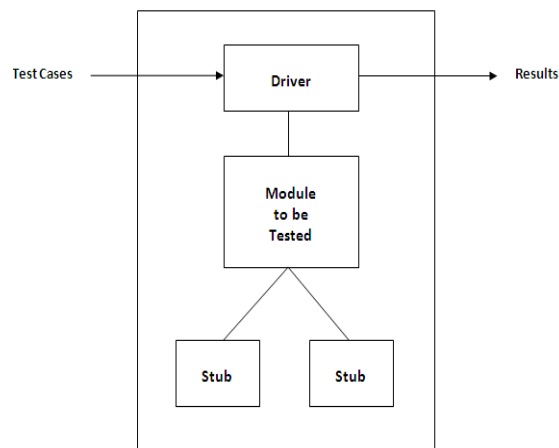 Test Cases
Driver
Results
Module
to be
Tested
Stub
Stub